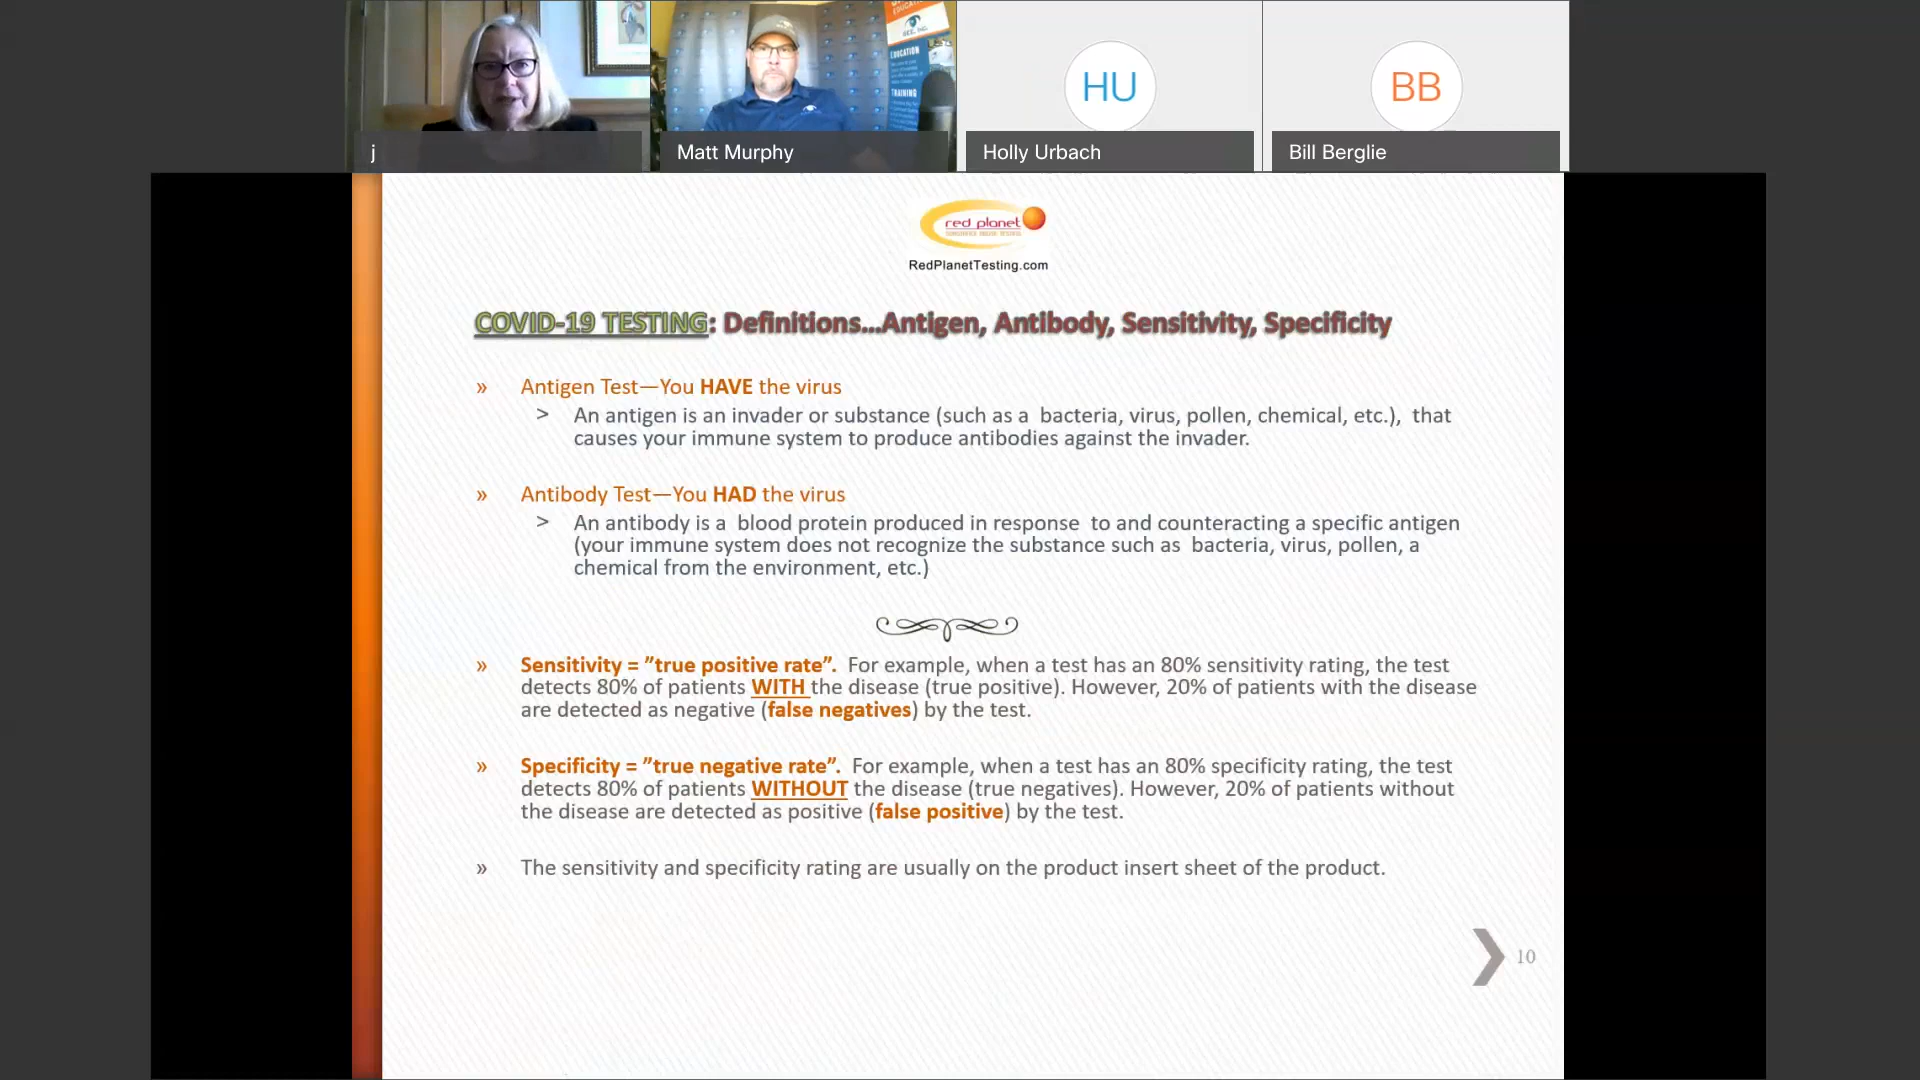 EDUCATION
SEE, INC.
EDUCATION
TRAINING
HU
BB
j
Matt Murphy
Holly Urbach
Bill Berglie
red planet
RedPlanetTesting.com
COVID-19 TESTING: Definitions...Antigen, Antibody, Sensitivity, Specificity
» Antigen Test—You HAVE the virus
> An antigen is an invader or substance (such as a bacteria, virus, pollen, chemical, etc.), that
causes your immune system to produce antibodies against the invader.
» Antibody Test—You HAD the virus
> An antibody is a blood protein produced in response to and counteracting a specific antigen
(your immune system does not recognize the substance such as bacteria, virus, pollen, a
chemical from the environment, etc.)
» Sensitivity = ”true positive rate”. For example, when a test has an 80% sensitivity rating, the test
detects 80% of patients WITH the disease (true positive). However, 20% of patients with the disease
are detected as negative (false negatives) by the test.
» Specificity = ”true negative rate”. For example, when a test has an 80% specificity rating, the test
detects 80% of patients WITHOUT the disease (true negatives). However, 20% of patients without
the disease are detected as positive (false positive) by the test.
» The sensitivity and specificity rating are usually on the product insert sheet of the product.
10